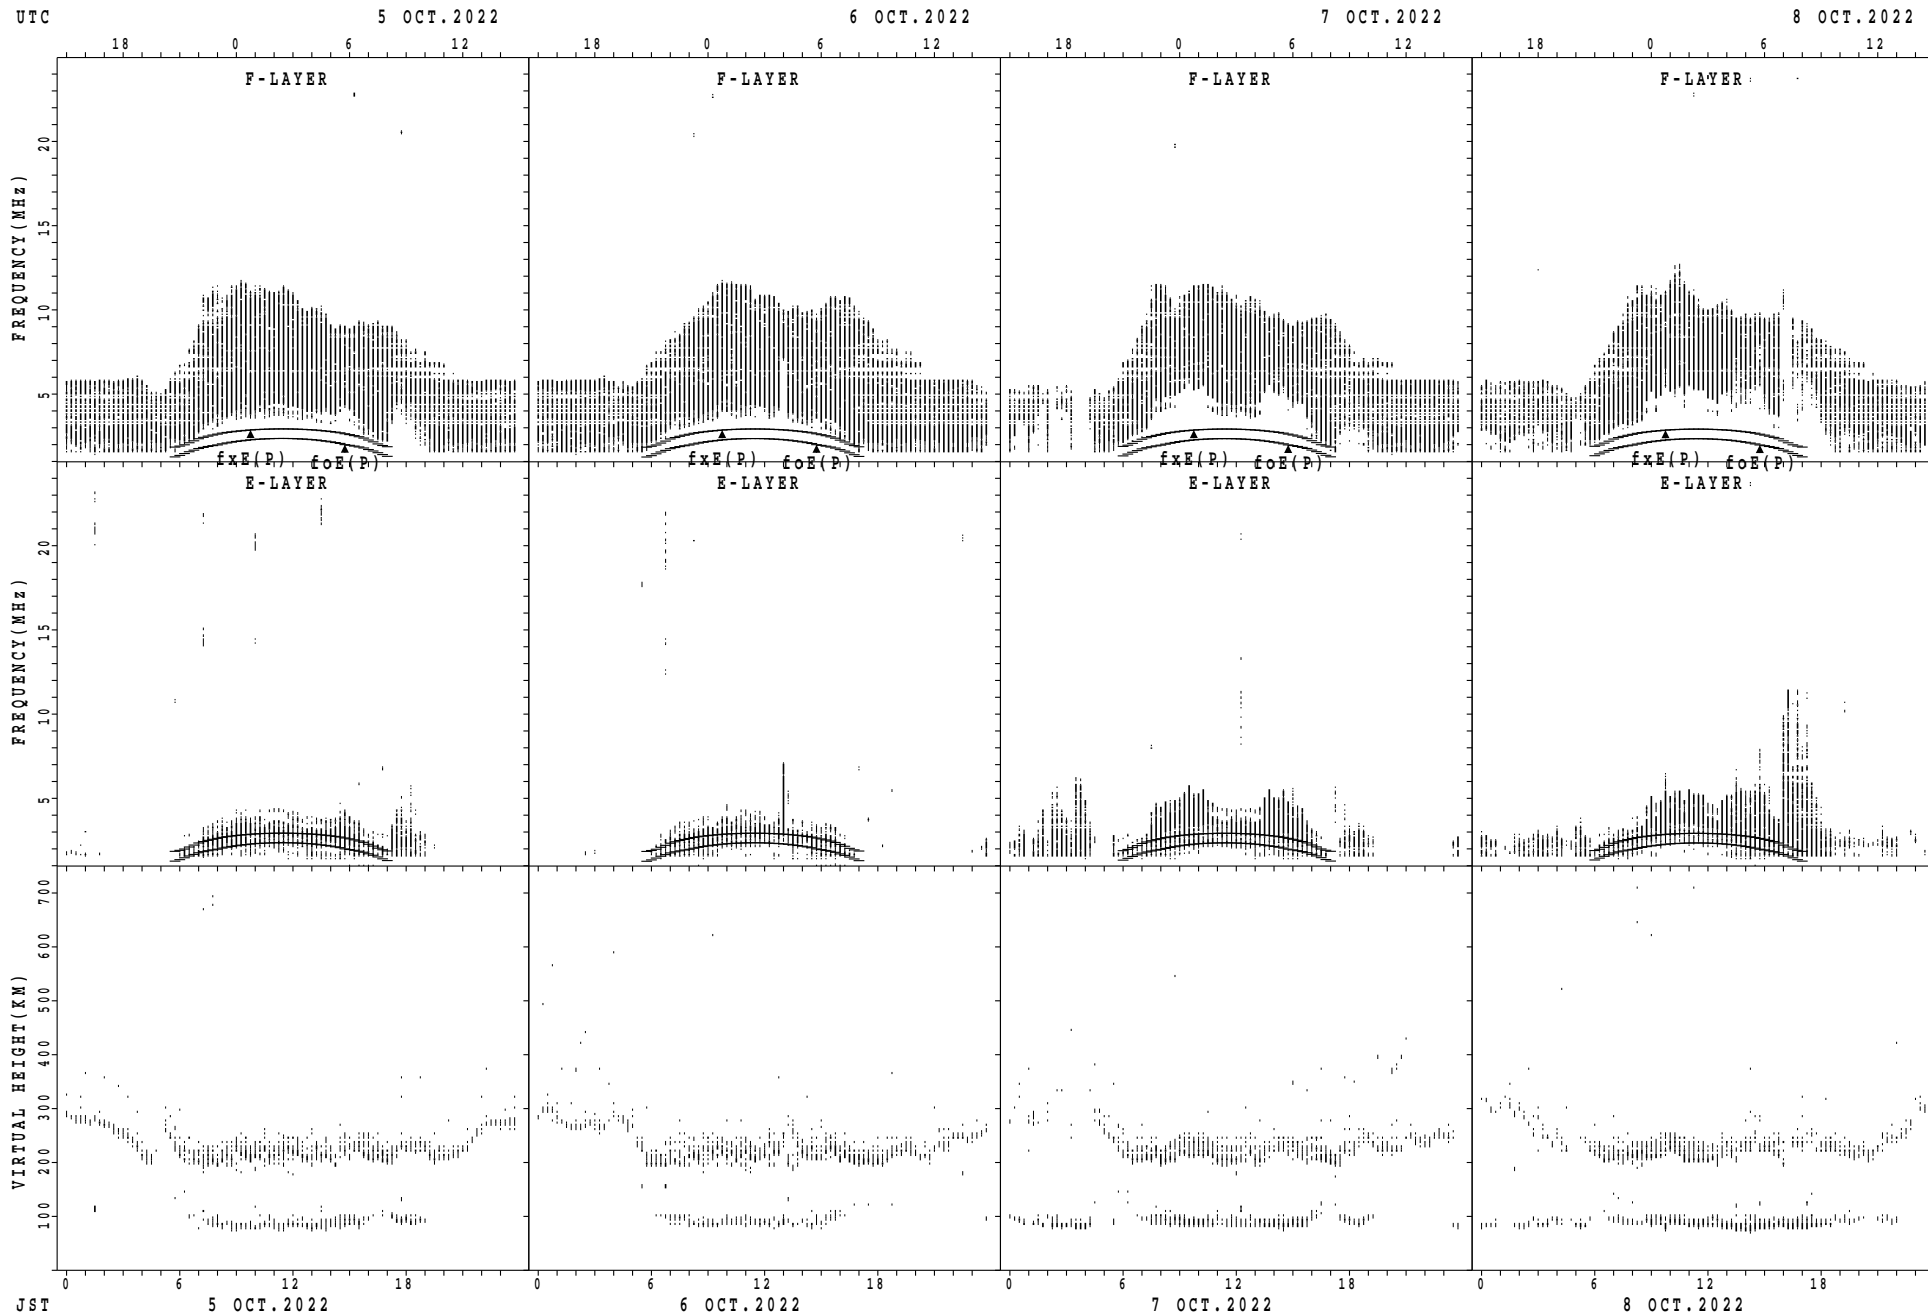 UTC 5 OCT.2022 6 OCT.2022 7 OCT.2022 8 OCT.2022
18 0 6 12 18 0 6 12 18 0 6 12 18 0 6 12
F-LAYER F-LAYER F-LAYER F-LAYER
FREQUENCY(MHz)
20
15
10
5
fxE(P) foE(P) fxE(P) foE(P) fxE(P) foE(P) fxE(P) foE(P)
E-LAYER E-LAYER E-LAYER E-LAYER
FREQUENCY(MHz)
20
15
10
5
VIRTUAL HEIGHT(KM)
700
600
500
400
300
200
100
0 6 12 18 0 6 12 18 0 6 12 18 0 6 12 18
JST 5 OCT.2022 6 OCT.2022 7 OCT.2022 8 OCT.2022